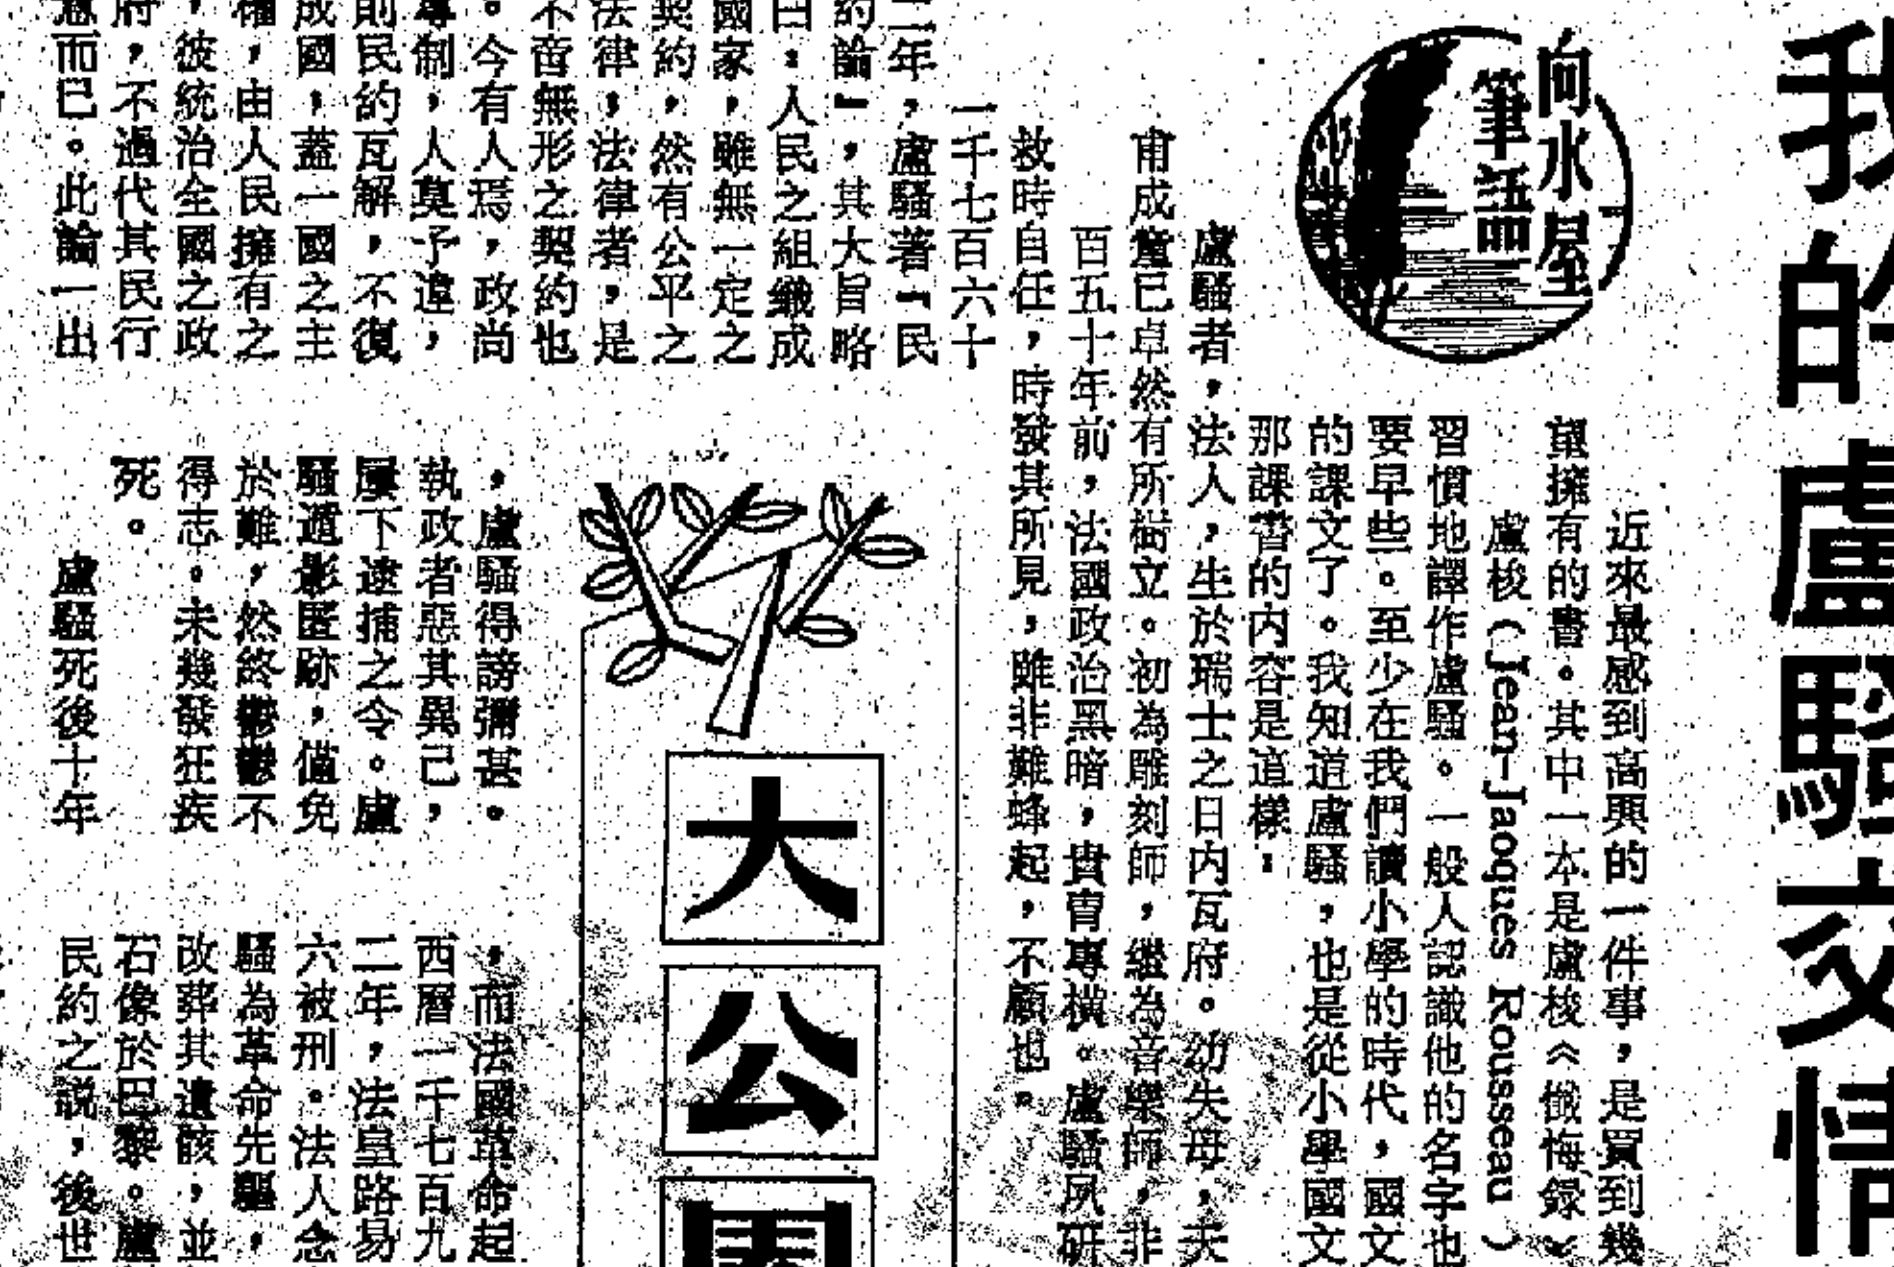 我的盧騷交情
向水屋
筆語
近來最感到高興的一件事,是買到幾
望擁有的書。其中一本是盧梭《懺悔録》
盧梭(Jean-Jaoques Rousseau)
習慣地譯作盧騷。一般人認識他的名字也
要早些。至少在我們讀小學的時代,國文
的課文了。我知道盧騷,也是從小學國文
那課書的内容是這樣:
盧騷者,法人,生於瑞士之日内瓦府。幼失母,天
甫成童已卓然有所樹立。初為雕刻師,繼為音樂師,非
百五十年前,法國政治黑暗,貴冑專橫。盧騷夙研
救時自任,時發其所見,雖非難蜂起,不顧也。
一千七百六十
二年,盧騷著「民
約論」,其大旨略
曰:人民之組織成
國家,雖無一定之
契約,然有公平之
法律,法律者,是
不啻無形之契約也
。今有人焉,政尚
專制,人莫予違,
則民約瓦解,不復
成國,蓋一國之主
權,由人民擁有之
,彼統治全國之政
府,不過代其民行
意而已。此論一出
,盧騷得謗彌甚。
執政者惡其異己,
屢下逮捕之令。盧
騷遁影匿跡,僅免
於難,然終鬱鬱不
得志。未幾發狂疾
死。
盧騷死後十年
,而法國革命起
西曆一千七百九
二年,法皇路易
六被刑。法人念
騷為革命先驅,
改葬其遺骸,並
石像於巴黎。盧
民約之説,後世
大公園